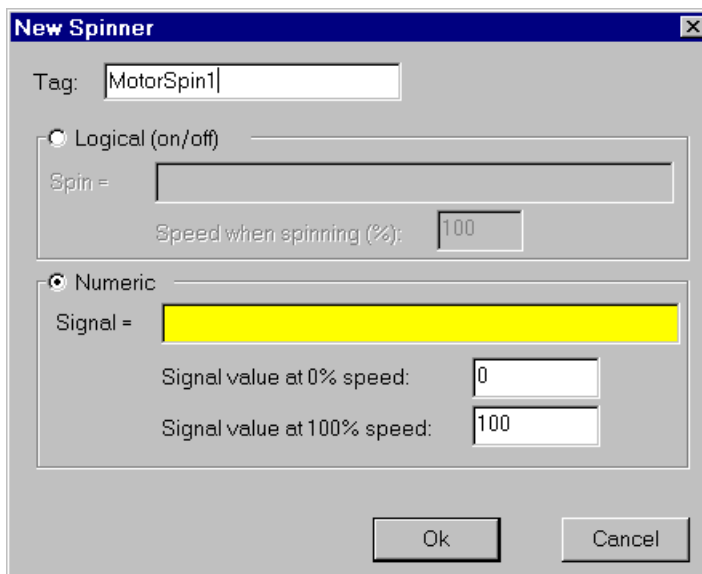 New Spinner
Tag: MotorSpin1
Logical (on/off)
Spin =
Speed when spinning (%): 100
Numeric
Signal =
Signal value at 0% speed: 0
Signal value at 100% speed: 100
Ok Cancel